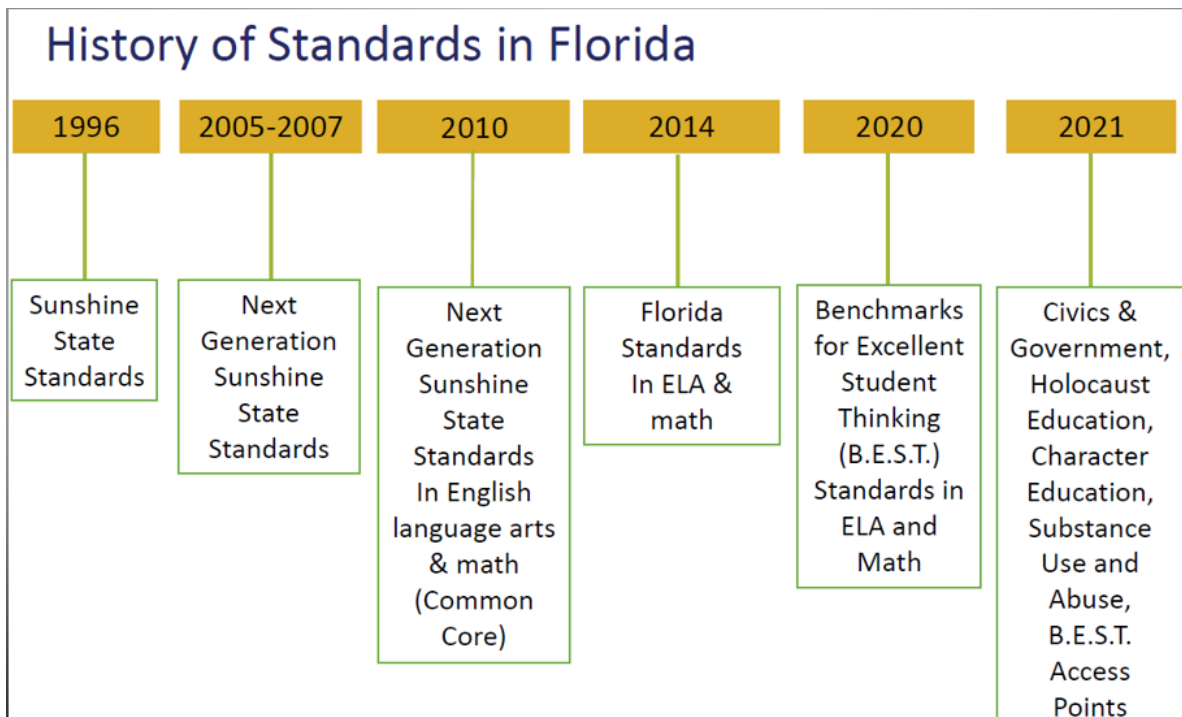 History of Standards in Florida
1996
Sunshine
State
Standards
2005-2007
Next
Generation
Sunshine
State
Standards
2010
Next
Generation
Sunshine
State
Standards
In English
language arts
& math
(Common
Core)
2014
Florida
Standards
In ELA &
math
2020
Benchmarks
for Excellent
Student
Thinking
(B.E.S.T.)
Standards in
ELA and
Math
2021
Civics &
Government,
Holocaust
Education,
Character
Education,
Substance
Use and
Abuse,
B.E.S.T.
Access
Points